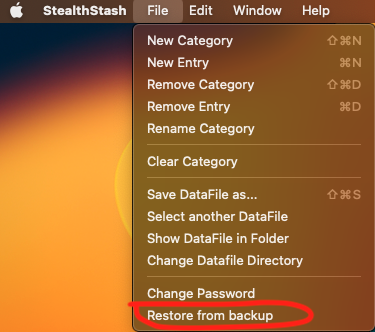 StealthStash File Edit Window Help
New Category ⇧⌘N
New Entry ⌘N
Remove Category ⇧⌘D
Remove Entry ⌘D
Rename Category
Clear Category
Save DataFile as... ⇧⌘S
Select another DataFile
Show DataFile in Folder
Change Datafile Directory
Change Password
Restore from backup